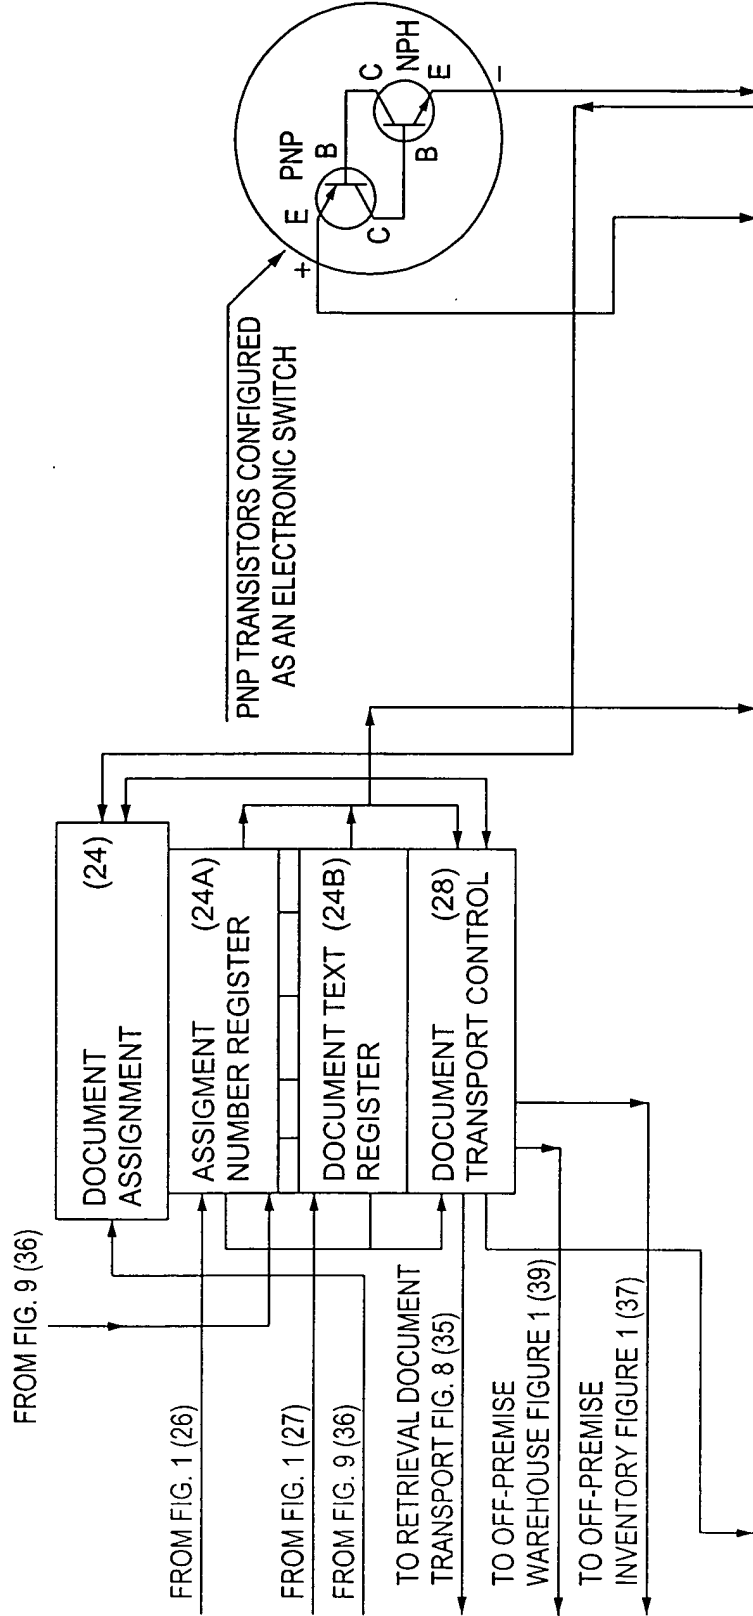 FROM FIG. 9 (36)
FROM FIG. 1 (26)
FROM FIG. 1 (27)
FROM FIG. 9 (36)
TO RETRIEVAL DOCUMENT
TRANSPORT FIG. 8 (35)
TO OFF-PREMISE
WAREHOUSE FIGURE 1 (39)
TO OFF-PREMISE
INVENTORY FIGURE 1 (37)
DOCUMENT (24)
ASSIGNMENT
ASSIGMENT (24A)
NUMBER REGISTER
DOCUMENT TEXT (24B)
REGISTER
DOCUMENT (28)
TRANSPORT CONTROL
PNP TRANSISTORS CONFIGURED
AS AN ELECTRONIC SWITCH
+
E
PNP
B
C
C
NPH
B
E
−